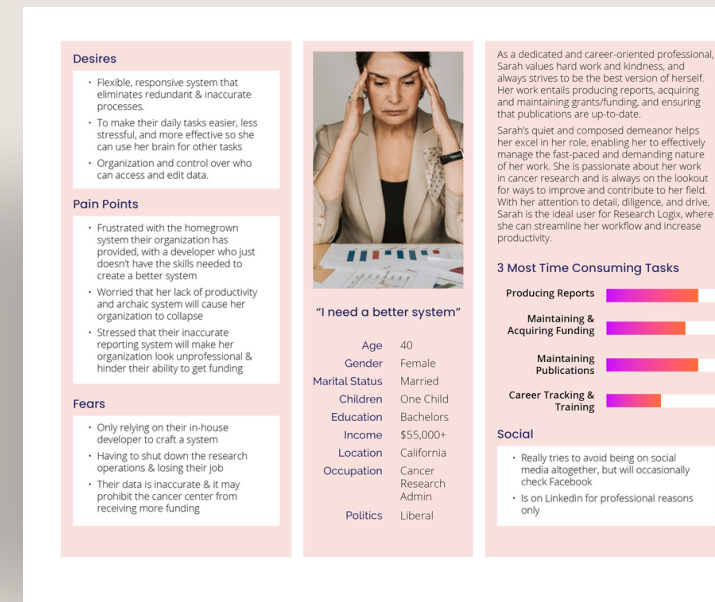 Desires
• Flexible, responsive system that
eliminates redundant & inaccurate
processes.
• To make their daily tasks easier, less
stressful, and more effective so she
can use her brain for other tasks
• Organization and control over who
can access and edit data.
Pain Points
• Frustrated with the homegrown
system their organization has
provided, with a developer who just
doesn't have the skills needed to
create a better system
• Worried that her lack of productivity
and archaic system will cause her
organization to collapse
• Stressed that their inaccurate
reporting system will make her
organization look unprofessional &
hinder their ability to get funding
Fears
• Only relying on their in-house
developer to craft a system
• Having to shut down the research
operations & losing their job
• Their data is inaccurate & it may
prohibit the cancer center from
receiving more funding
“I need a better system”
Age 40
Gender Female
Marital Status Married
Children One Child
Education Bachelors
Income $55,000+
Location California
Occupation Cancer
Research
Admin
Politics Liberal
As a dedicated and career-oriented professional,
Sarah values hard work and kindness, and
always strives to be the best version of herself.
Her work entails producing reports, acquiring
and maintaining grants/funding, and ensuring
that publications are up-to-date.
Sarah's quiet and composed demeanor helps
her excel in her role, enabling her to effectively
manage the fast-paced and demanding nature
of her work. She is passionate about her work
in cancer research and is always on the lookout
for ways to improve and contribute to her field.
With her attention to detail, diligence, and drive,
Sarah is the ideal user for Research Logix, where
she can streamline her workflow and increase
productivity.
3 Most Time Consuming Tasks
Producing Reports
Maintaining &
Acquiring Funding
Maintaining
Publications
Career Tracking &
Training
Social
• Really tries to avoid being on social
media altogether, but will occasionally
check Facebook
• Is on Linkedin for professional reasons
only